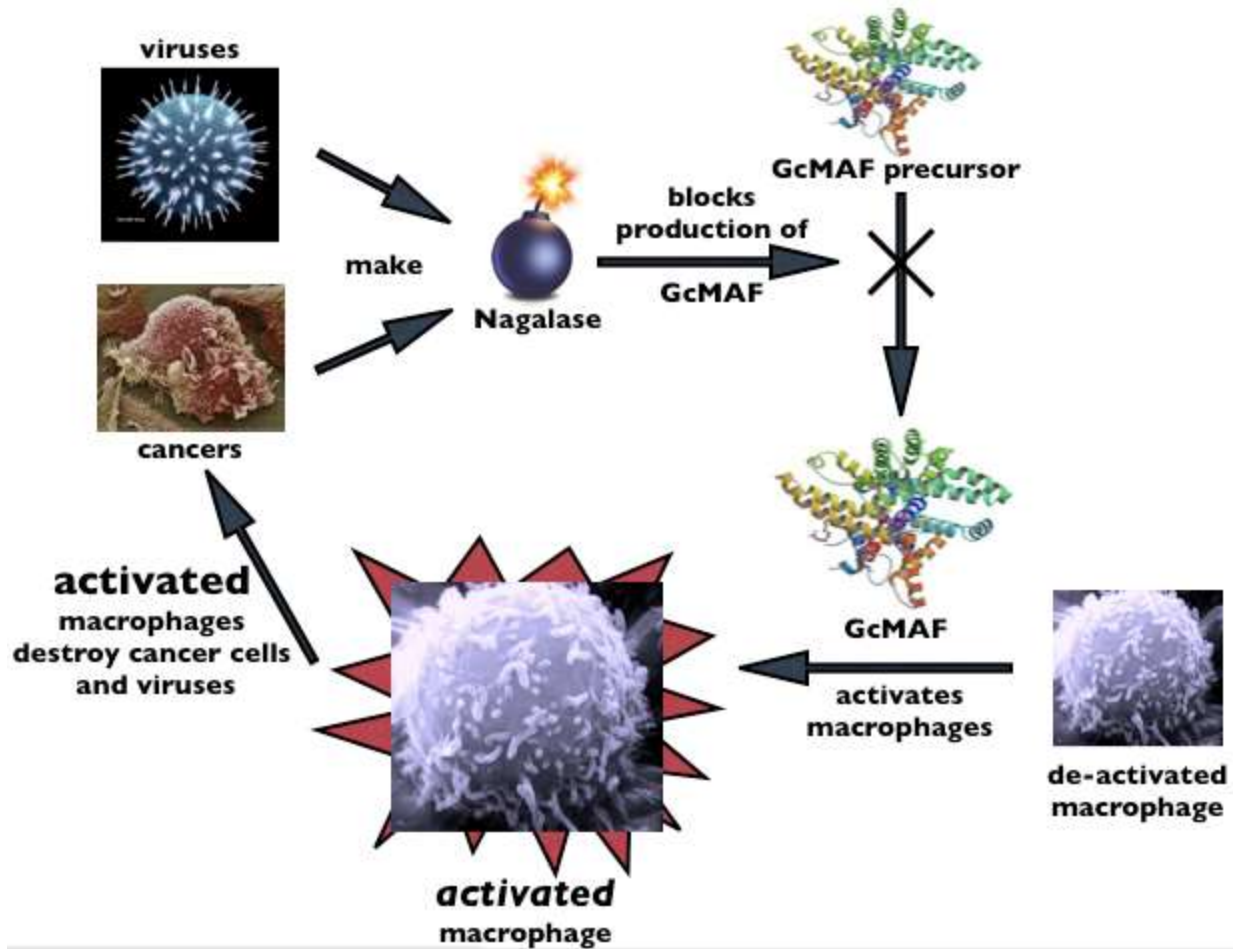 viruses
GcMAF precursor
blocks
production of
GcMAF
make
Nagalase
cancers
activated
macrophages
destroy cancer cells
and viruses
GcMAF
activates
macrophages
de-activated
macrophage
activated
macrophage